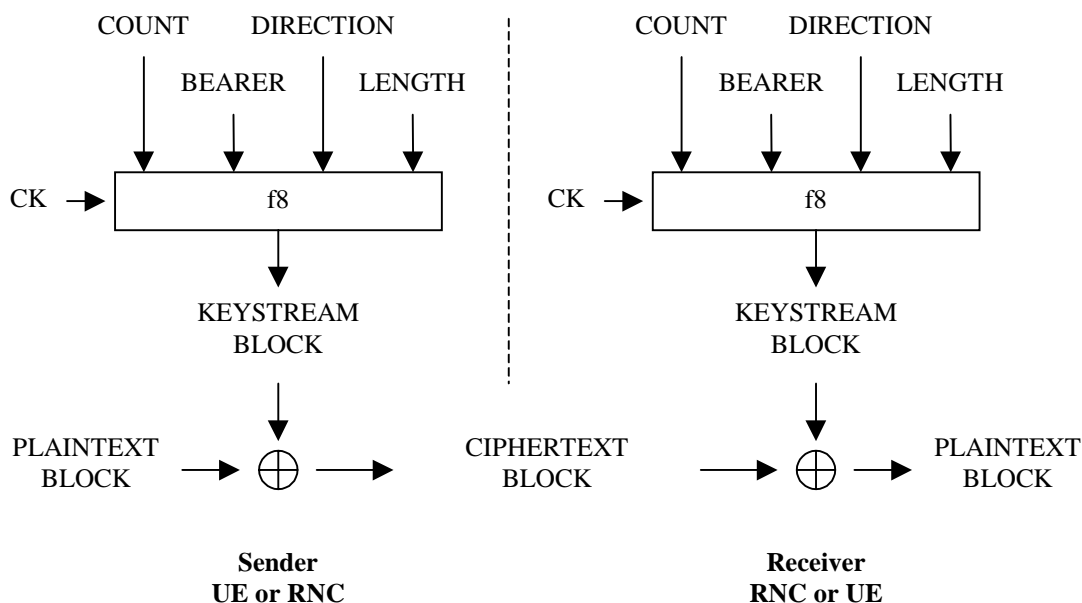 COUNT DIRECTION COUNT DIRECTION
BEARER LENGTH BEARER LENGTH
CK f8 CK f8
KEYSTREAM KEYSTREAM
BLOCK BLOCK
PLAINTEXT CIPHERTEXT PLAINTEXT
BLOCK BLOCK BLOCK
Sender Receiver
UE or RNC RNC or UE